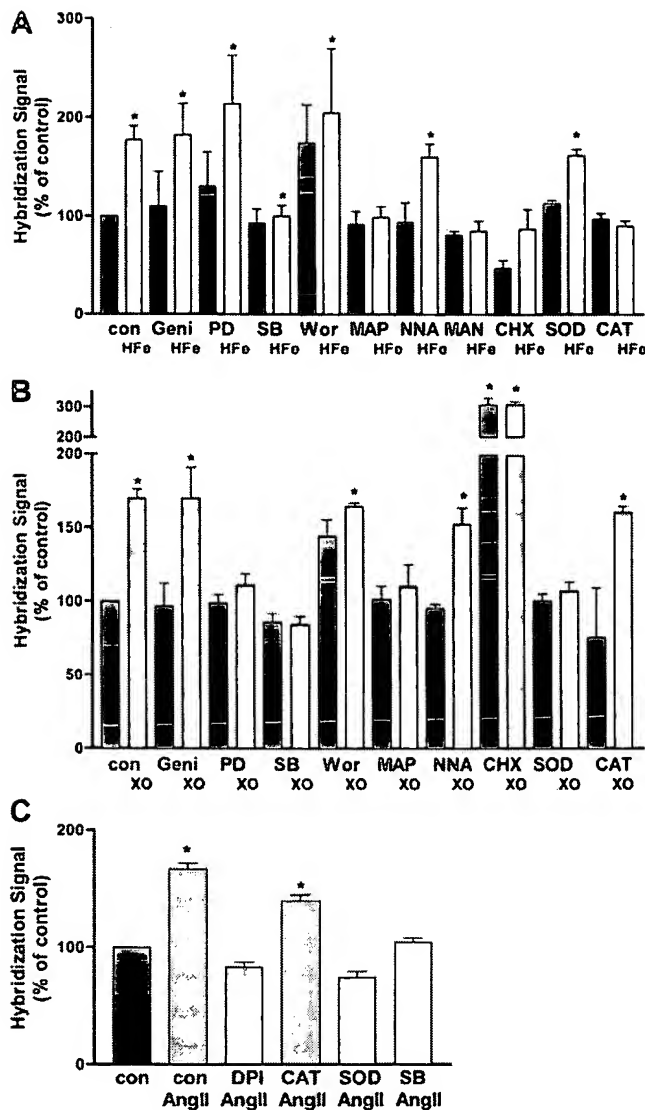 A
Hybridization Signal
(% of control)
300
200
100
0
con Geni PD SB Wor MAP NNA MAN CHX SOD CAT
HFe HFe HFe HFe HFe HFe HFe HFe HFe HFe HFe
* * * * * * *
B
Hybridization Signal
(% of control)
300
200
200
150
100
50
0
* * * * * * *
con Geni PD SB Wor MAP NNA CHX SOD CAT
XO XO XO XO XO XO XO XO XO XO
C
Hybridization Signal
(% of control)
200
100
0
* *
con con DPI CAT SOD SB
AngII AngII AngII AngII AngII